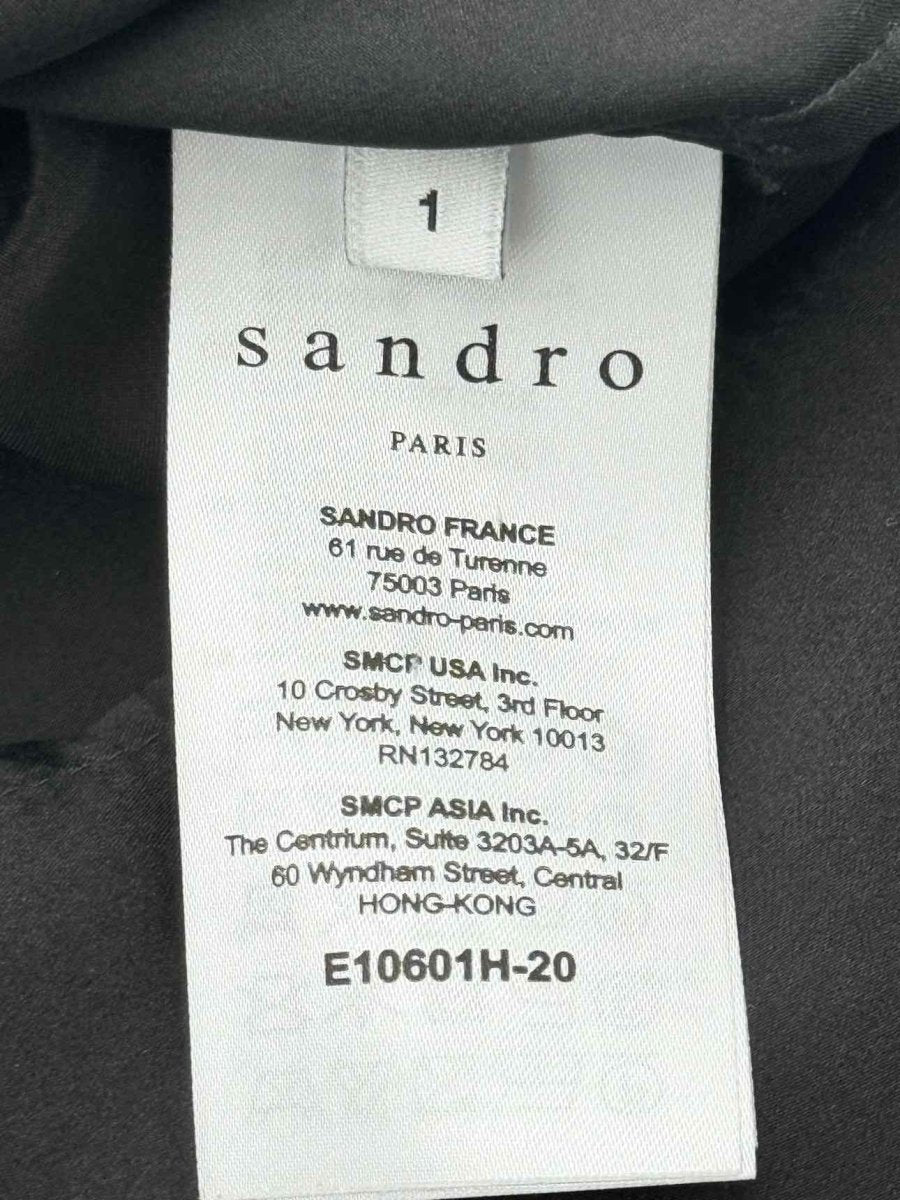 1
sandro
PARIS
SANDRO FRANCE
61 rue de Turenne
75003 Paris
www.sandro-paris.com
SMCP USA Inc.
10 Crosby Street, 3rd Floor
New York, New York 10013
RN132784
SMCP ASIA Inc.
The Centrium, Suite 3203A-5A, 32/F
60 Wyndham Street, Central
HONG-KONG
E10601H-20